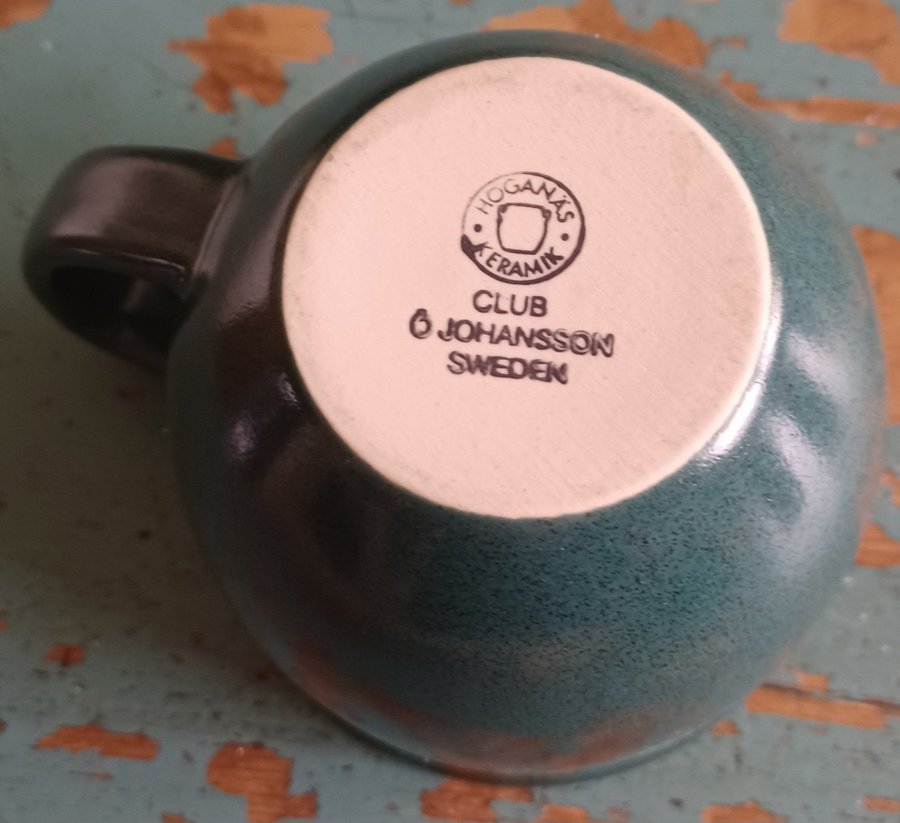 HÖGANÄS
KERAMIK
CLUB
Ö JOHANSSON
SWEDEN